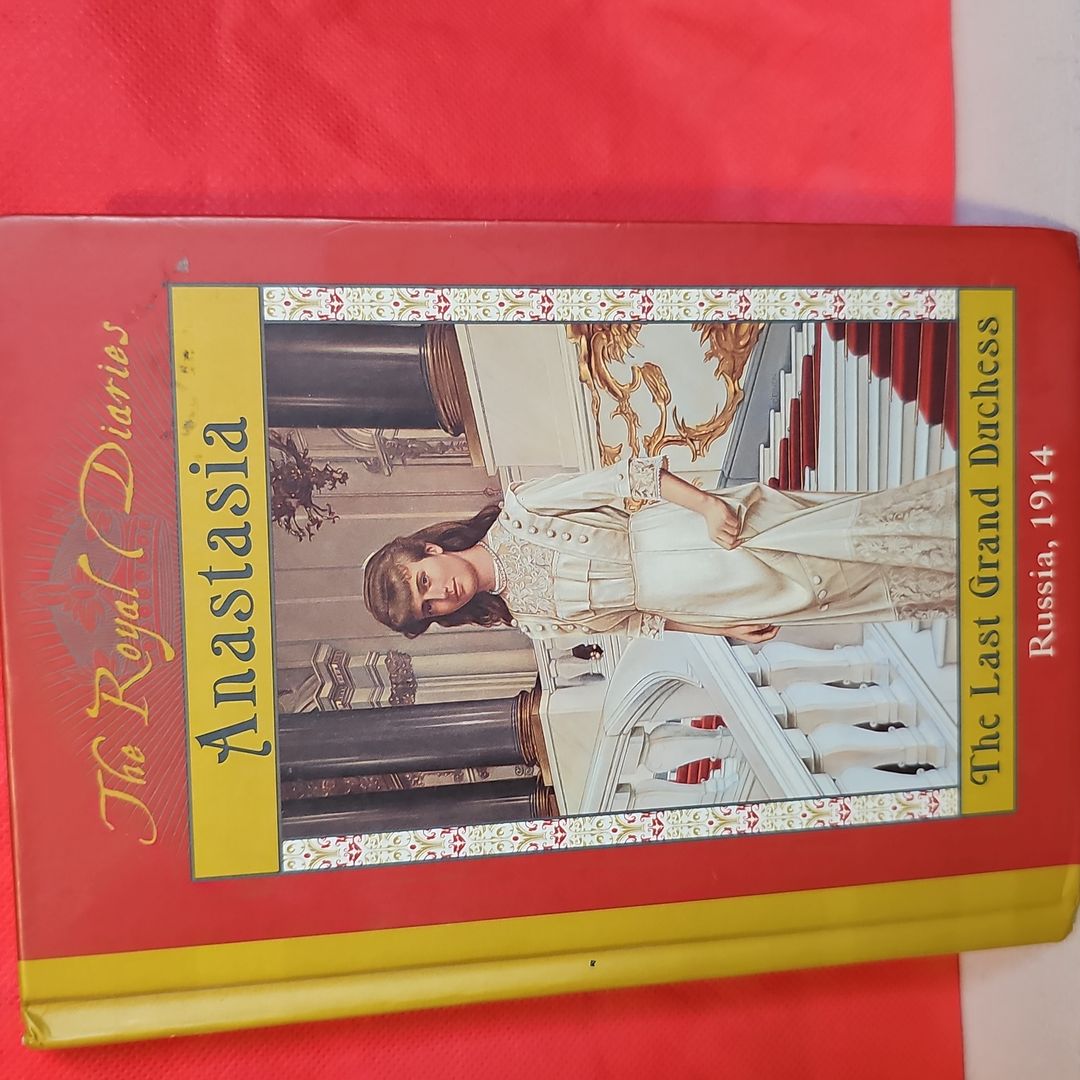 The Royal Diaries
Anastasia
The Last Grand Duchess
Russia, 1914